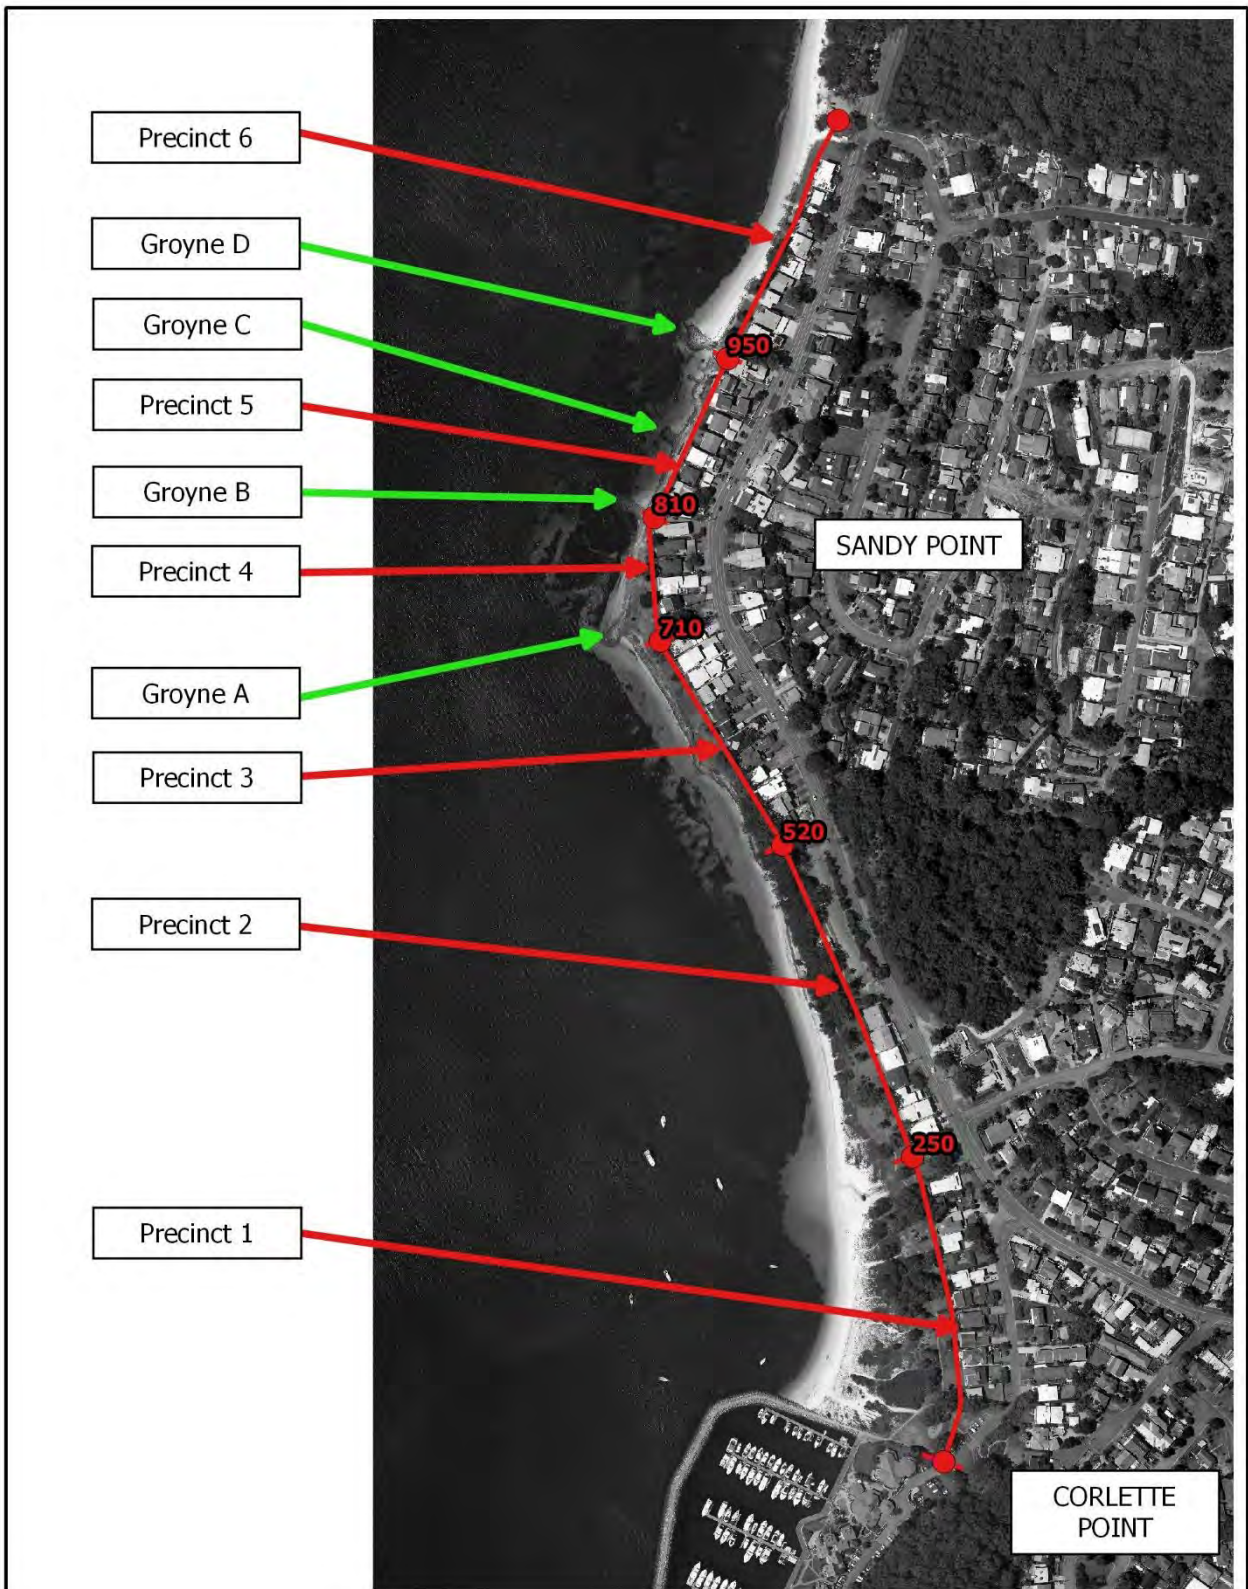 Precinct 6
Groyne D
Groyne C
950
Precinct 5
Groyne B
810
SANDY POINT
Precinct 4
710
Groyne A
Precinct 3
520
Precinct 2
250
Precinct 1
CORLETTE
POINT